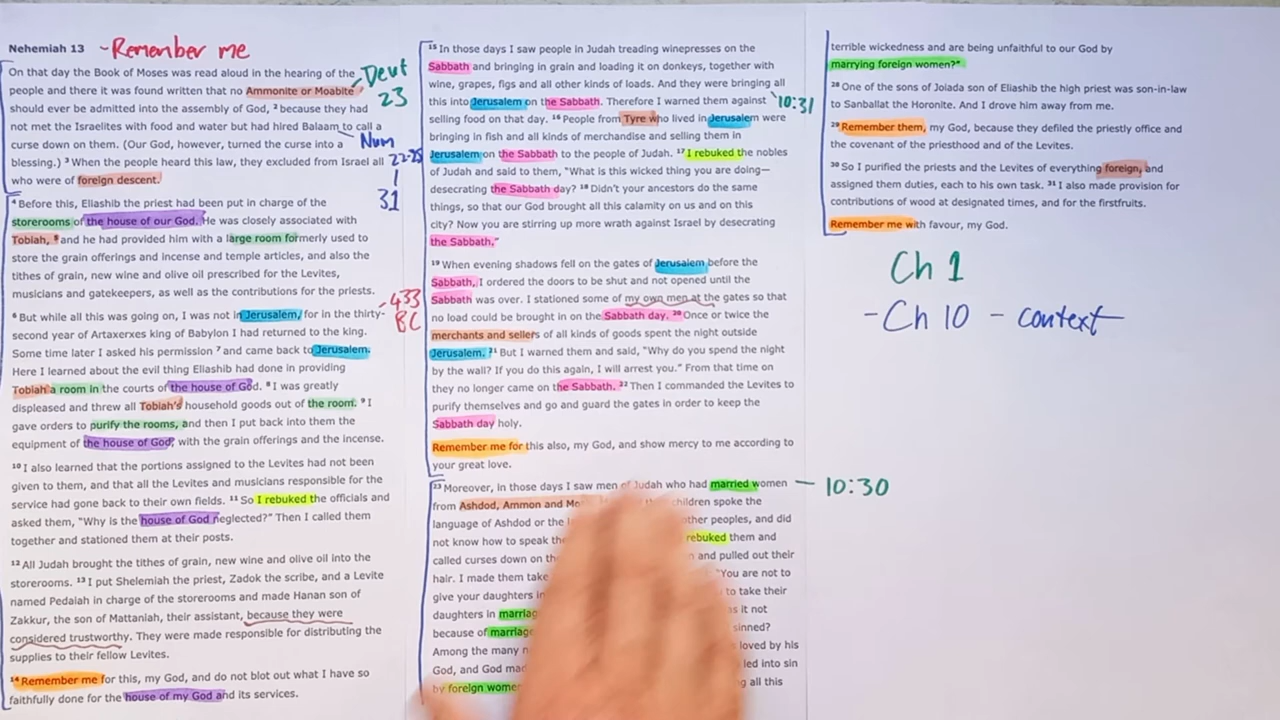 Nehemiah 13 - Remember me
On that day the Book of Moses was read aloud in the hearing of the
people and there it was found written that no Ammonite or Moabite
Deut
23
should ever be admitted into the assembly of God, ² because they had
not met the Israelites with food and water but had hired Balaam to call a
curse down on them. (Our God, however, turned the curse into a
Num
22-25
|
31
blessing.) ³ When the people heard this law, they excluded from Israel all
who were of foreign descent.
⁴ Before this, Eliashib the priest had been put in charge of the
storerooms of the house of our God. He was closely associated with
Tobiah, ⁵ and he had provided him with a large room formerly used to
store the grain offerings and incense and temple articles, and also the
tithes of grain, new wine and olive oil prescribed for the Levites,
musicians and gatekeepers, as well as the contributions for the priests.
⁶ But while all this was going on, I was not in Jerusalem, for in the thirty-
433
BC
second year of Artaxerxes king of Babylon I had returned to the king.
Some time later I asked his permission ⁷ and came back to Jerusalem.
Here I learned about the evil thing Eliashib had done in providing
Tobiah a room in the courts of the house of God. ⁸ I was greatly
displeased and threw all Tobiah's household goods out of the room. ⁹ I
gave orders to purify the rooms, and then I put back into them the
equipment of the house of God, with the grain offerings and the incense.
¹⁰ I also learned that the portions assigned to the Levites had not been
given to them, and that all the Levites and musicians responsible for the
service had gone back to their own fields. ¹¹ So I rebuked the officials and
asked them, "Why is the house of God neglected?" Then I called them
together and stationed them at their posts.
¹² All Judah brought the tithes of grain, new wine and olive oil into the
storerooms. ¹³ I put Shelemiah the priest, Zadok the scribe, and a Levite
named Pedaiah in charge of the storerooms and made Hanan son of
Zakkur, the son of Mattaniah, their assistant, because they were
considered trustworthy. They were made responsible for distributing the
supplies to their fellow Levites.
¹⁴ Remember me for this, my God, and do not blot out what I have so
faithfully done for the house of my God and its services.
¹⁵ In those days I saw people in Judah treading winepresses on the
Sabbath and bringing in grain and loading it on donkeys, together with
wine, grapes, figs and all other kinds of loads. And they were bringing all
this into Jerusalem on the Sabbath. Therefore I warned them against
10:31
selling food on that day. ¹⁶ People from Tyre who lived in Jerusalem were
bringing in fish and all kinds of merchandise and selling them in
Jerusalem on the Sabbath to the people of Judah. ¹⁷ I rebuked the nobles
of Judah and said to them, "What is this wicked thing you are doing—
desecrating the Sabbath day? ¹⁸ Didn't your ancestors do the same
things, so that our God brought all this calamity on us and on this
city? Now you are stirring up more wrath against Israel by desecrating
the Sabbath."
¹⁹ When evening shadows fell on the gates of Jerusalem before the
Sabbath, I ordered the doors to be shut and not opened until the
Sabbath was over. I stationed some of my own men at the gates so that
no load could be brought in on the Sabbath day. ²⁰ Once or twice the
merchants and sellers of all kinds of goods spent the night outside
Jerusalem. ²¹ But I warned them and said, "Why do you spend the night
by the wall? If you do this again, I will arrest you." From that time on
they no longer came on the Sabbath. ²² Then I commanded the Levites to
purify themselves and go and guard the gates in order to keep the
Sabbath day holy.
Remember me for this also, my God, and show mercy to me according to
your great love.
²³ Moreover, in those days I saw men of Judah who had married women
- 10:30
from Ashdod, Ammon and children spoke the
language of Ashdod or the other peoples, and did
not know how to speak rebuked them and
called curses down on and pulled out their
hair. I made them take "You are not to
give your daughters in to take their
daughters in as it not
because of sinned?
Among the many loved by his
God, and God led into sin
by foreign all this
terrible wickedness and are being unfaithful to our God by
marrying foreign women?"
²⁸ One of the sons of Joiada son of Eliashib the high priest was son-in-law
to Sanballat the Horonite. And I drove him away from me.
²⁹ Remember them, my God, because they defiled the priestly office and
the covenant of the priesthood and of the Levites.
³⁰ So I purified the priests and the Levites of everything foreign, and
assigned them duties, each to his own task. ³¹ I also made provision for
contributions of wood at designated times, and for the firstfruits.
Remember me with favour, my God.
Ch 1
- Ch 10 - context